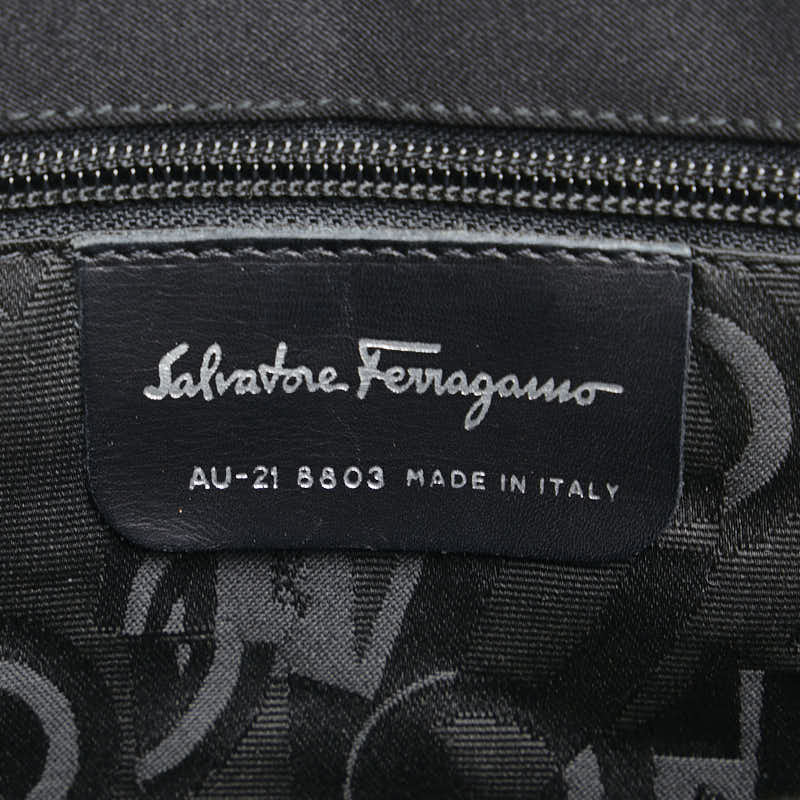 Salvatore Ferragamo
AU-21 8803 MADE IN ITALY